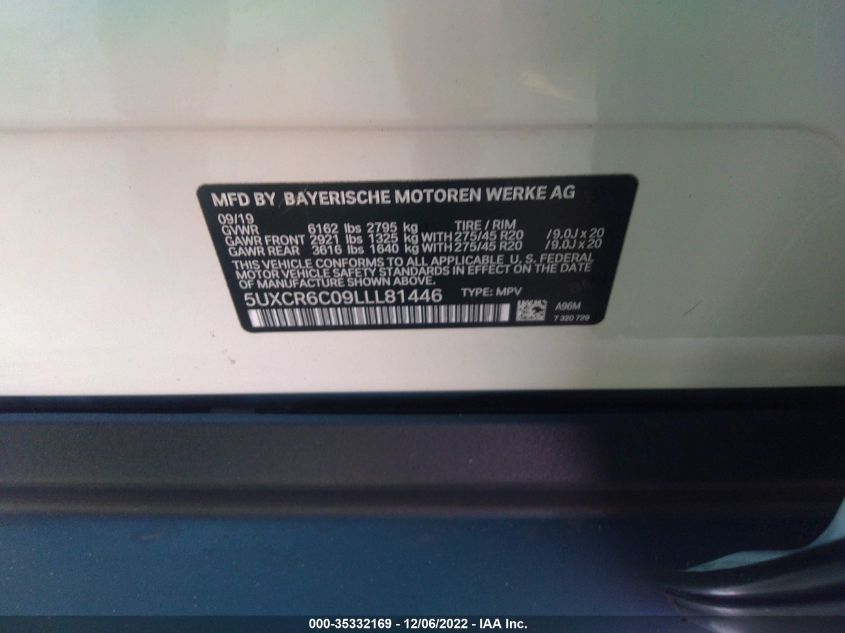 MFD BY BAYERISCHE MOTOREN WERKE AG
09/19
GVWR 6162 lbs 2795 kg TIRE / RIM
GAWR FRONT 2921 lbs 1325 kg WITH 275/45 R20 / 9.0J x 20
GAWR REAR 3616 lbs 1640 kg WITH 275/45 R20 / 9.0J x 20
THIS VEHICLE CONFORMS TO ALL APPLICABLE U. S. FEDERAL
MOTOR VEHICLE SAFETY STANDARDS IN EFFECT ON THE DATE
OF MANUFACTURE SHOWN ABOVE.
5UXCR6C09LLL81446 TYPE: MPV
A96M
7 320 729
000-35332169 - 12/06/2022 - IAA Inc.